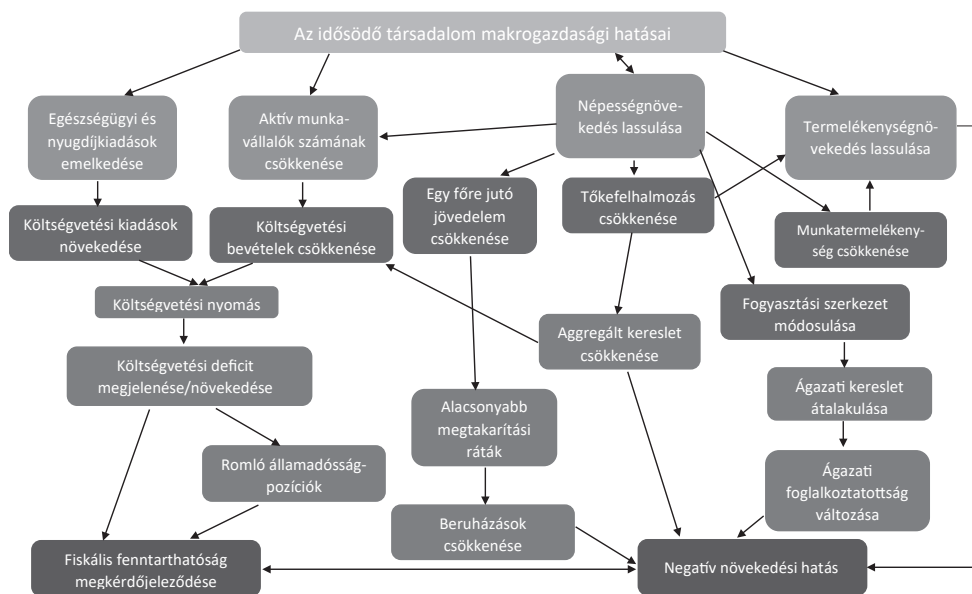 Az idősödő társadalom makrogazdasági hatásai
Egészségügyi és
nyugdíjkiadások
emelkedése
Aktív munka-
vállalók számának
csökkenése
Népességnöve-
kedés lassulása
Termelékenységnö-
vekedés lassulása
Költségvetési kiadások
növekedése
Költségvetési
bevételek csökkenése
Egy főre jutó
jövedelem
csökkenése
Tőkefelhalmozás
csökkenése
Munkatermelékeny-
ség csökkenése
Költségvetési nyomás
Fogyasztási szerkezet
módosulása
Aggregált kereslet
csökkenése
Költségvetési deficit
megjelenése/növekedése
Ágazati kereslet
átalakulása
Alacsonyabb
megtakarítási
ráták
Romló államadósság-
pozíciók
Ágazati
foglalkoztatottság
változása
Beruházások
csökkenése
Fiskális fenntarthatóság
megkérdőjeleződése
Negatív növekedési hatás